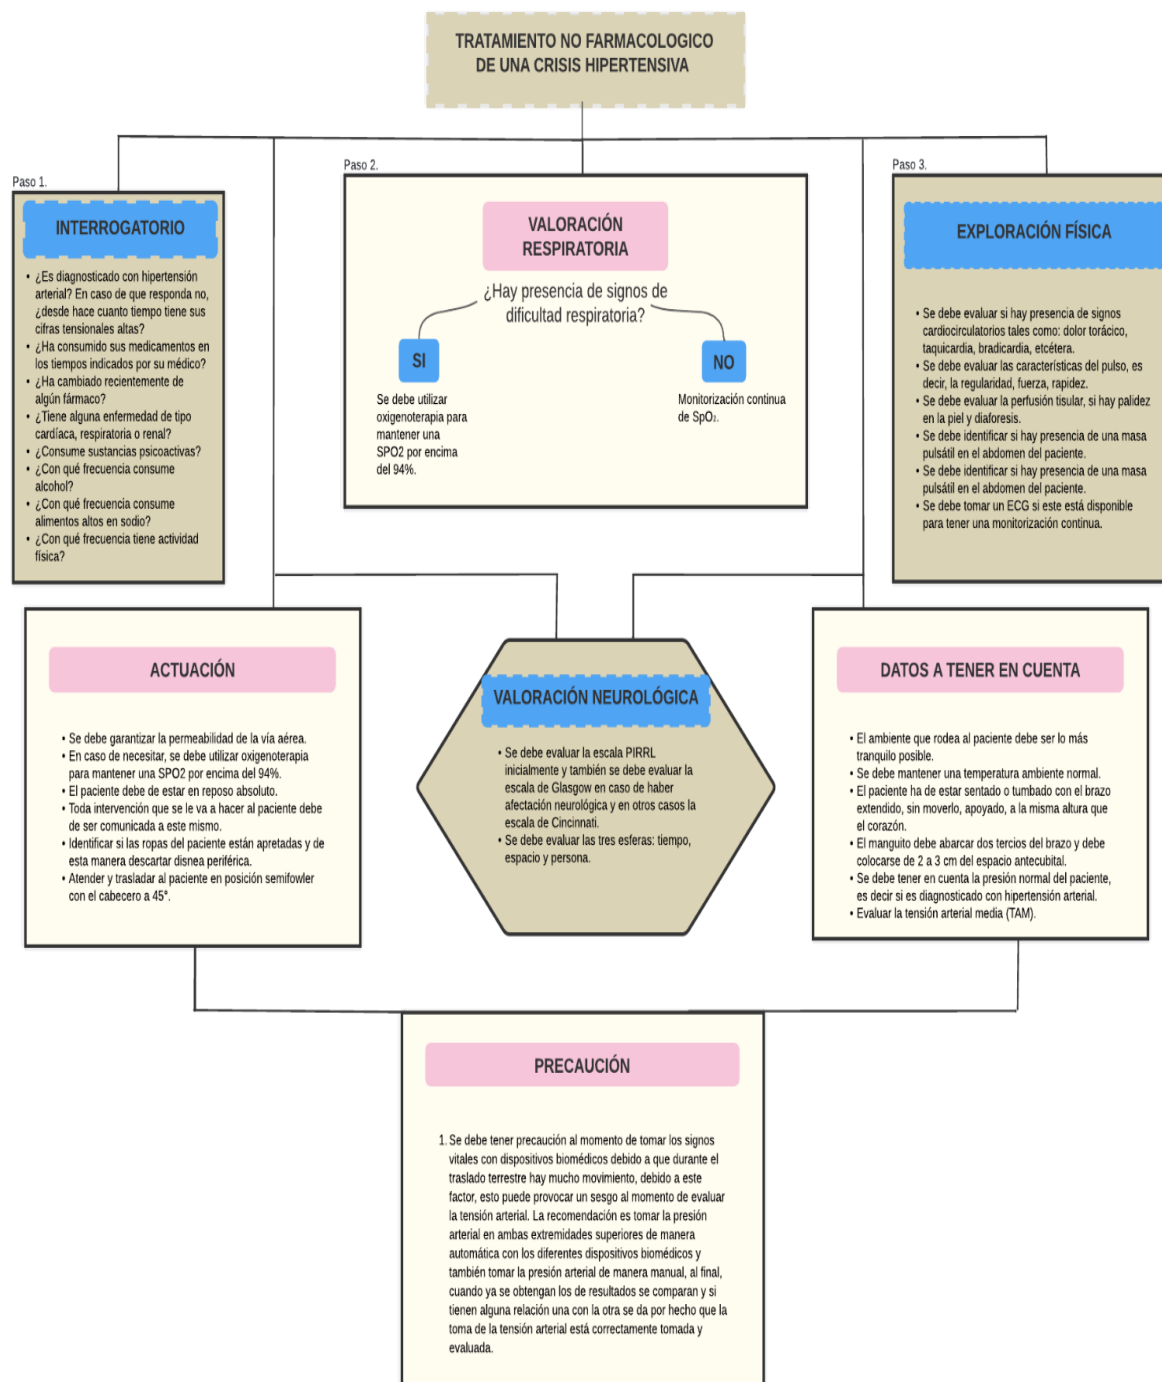 TRATAMIENTO NO FARMACOLOGICO
DE UNA CRISIS HIPERTENSIVA
Paso 1.
INTERROGATORIO
• ¿Es diagnosticado con hipertensión
arterial? En caso de que responda no,
¿desde hace cuanto tiempo tiene sus
cifras tensionales altas?
• ¿Ha consumido sus medicamentos en
los tiempos indicados por su médico?
• ¿Ha cambiado recientemente de
algún fármaco?
• ¿Tiene alguna enfermedad de tipo
cardíaca, respiratoria o renal?
• ¿Consume sustancias psicoactivas?
• ¿Con qué frecuencia consume
alcohol?
• ¿Con qué frecuencia consume
alimentos altos en sodio?
• ¿Con qué frecuencia tiene actividad
física?
Paso 2.
VALORACIÓN
RESPIRATORIA
¿Hay presencia de signos de
dificultad respiratoria?
SI
Se debe utilizar
oxigenoterapia para
mantener una
SPO2 por encima
del 94%.
NO
Monitorización continua
de SpO₂.
Paso 3.
EXPLORACIÓN FÍSICA
• Se debe evaluar si hay presencia de signos
cardiocirculatorios tales como: dolor torácico,
taquicardia, bradicardia, etcétera.
• Se debe evaluar las características del pulso, es
decir, la regularidad, fuerza, rapidez.
• Se debe evaluar la perfusión tisular, si hay palidez
en la piel y diaforesis.
• Se debe identificar si hay presencia de una masa
pulsátil en el abdomen del paciente.
• Se debe identificar si hay presencia de una masa
pulsátil en el abdomen del paciente.
• Se debe tomar un ECG si este está disponible
para tener una monitorización continua.
ACTUACIÓN
• Se debe garantizar la permeabilidad de la vía aérea.
• En caso de necesitar, se debe utilizar oxigenoterapia
para mantener una SPO2 por encima del 94%.
• El paciente debe de estar en reposo absoluto.
• Toda intervención que se le va a hacer al paciente debe
de ser comunicada a este mismo.
• Identificar si las ropas del paciente están apretadas y de
esta manera descartar disnea periférica.
• Atender y trasladar al paciente en posición semifowler
con el cabecero a 45°.
VALORACIÓN NEUROLÓGICA
• Se debe evaluar la escala PIRRL
inicialmente y también se debe evaluar la
escala de Glasgow en caso de haber
afectación neurológica y en otros casos la
escala de Cincinnati.
• Se debe evaluar las tres esferas: tiempo,
espacio y persona.
DATOS A TENER EN CUENTA
• El ambiente que rodea al paciente debe ser lo más
tranquilo posible.
• Se debe mantener una temperatura ambiente normal.
• El paciente ha de estar sentado o tumbado con el brazo
extendido, sin moverlo, apoyado, a la misma altura que
el corazón.
• El manguito debe abarcar dos tercios del brazo y debe
colocarse de 2 a 3 cm del espacio antecubital.
• Se debe tener en cuenta la presión normal del paciente,
es decir si es diagnosticado con hipertensión arterial.
• Evaluar la tensión arterial media (TAM).
PRECAUCIÓN
1. Se debe tener precaución al momento de tomar los signos
vitales con dispositivos biomédicos debido a que durante el
traslado terrestre hay mucho movimiento, debido a este
factor, esto puede provocar un sesgo al momento de evaluar
la tensión arterial. La recomendación es tomar la presión
arterial en ambas extremidades superiores de manera
automática con los diferentes dispositivos biomédicos y
también tomar la presión arterial de manera manual, al final,
cuando ya se obtengan los de resultados se comparan y si
tienen alguna relación una con la otra se da por hecho que la
toma de la tensión arterial está correctamente tomada y
evaluada.